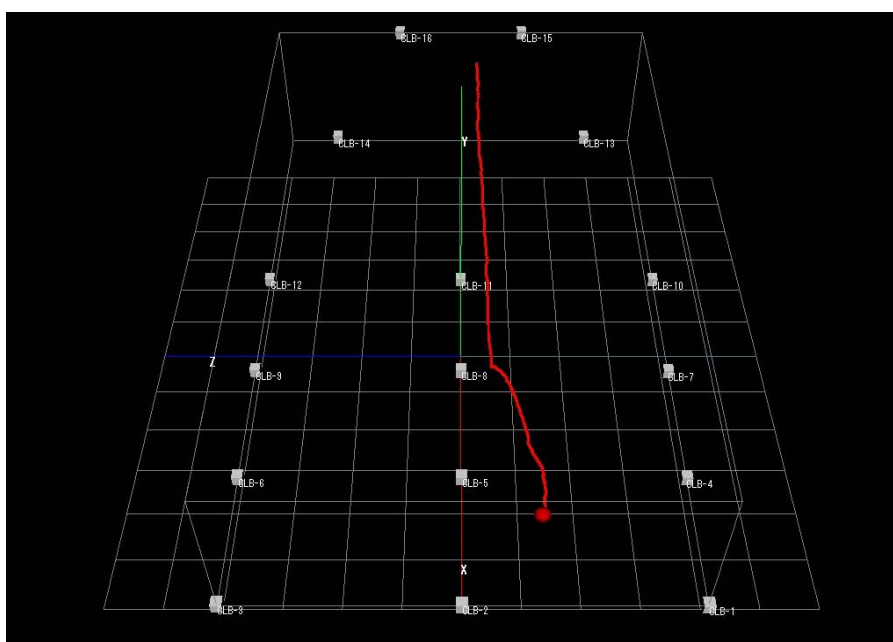 CLB-16
CLB-15
CLB-14
Y
CLB-13
CLB-12
CLB-11
CLB-10
Z
CLB-9
CLB-8
CLB-7
CLB-6
CLB-5
CLB-4
X
CLB-3
CLB-2
CLB-1